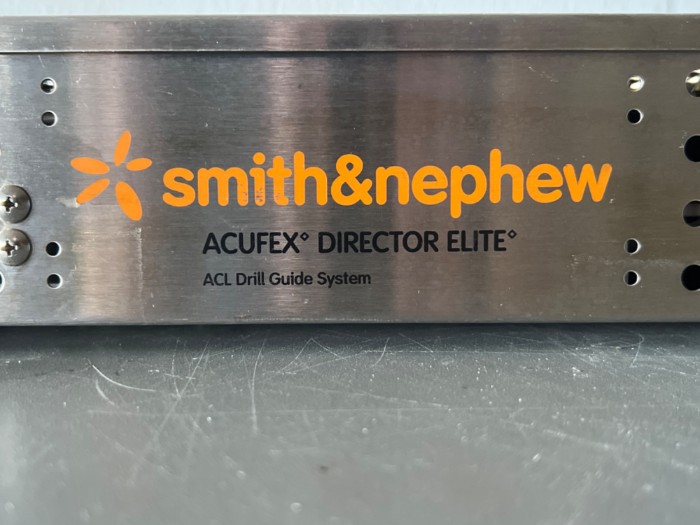 smith&nephew
ACUFEX◇ DIRECTOR ELITE◇
ACL Drill Guide System